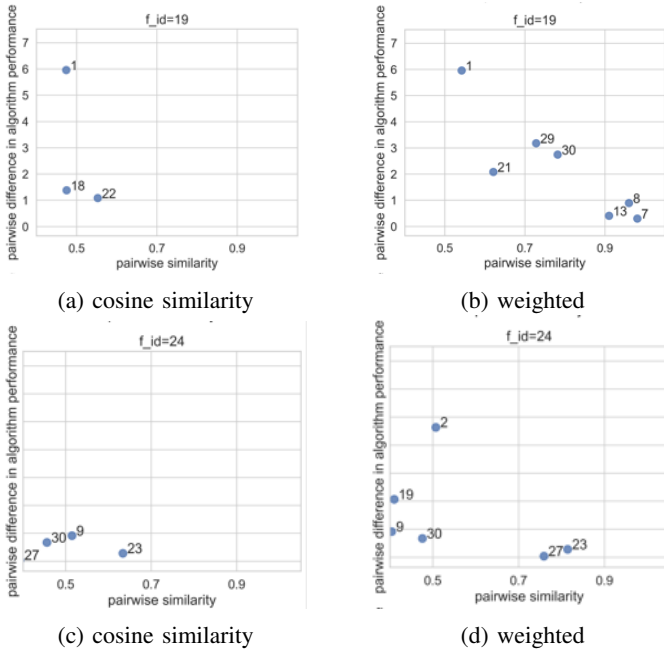 f_id=19
pairwise difference in algorithm performance
7
6
5
4
3
2
1
0
1
18
22
0.5 0.7 0.9
pairwise similarity
(a) cosine similarity
f_id=19
pairwise difference in algorithm performance
7
6
5
4
3
2
1
0
1
29
30
21
8
13
7
0.5 0.7 0.9
pairwise similarity
(b) weighted
f_id=24
pairwise difference in algorithm performance
9
30
27
23
0.5 0.7 0.9
pairwise similarity
(c) cosine similarity
f_id=24
pairwise difference in algorithm performance
2
19
9
30
27
23
0.5 0.7 0.9
pairwise similarity
(d) weighted